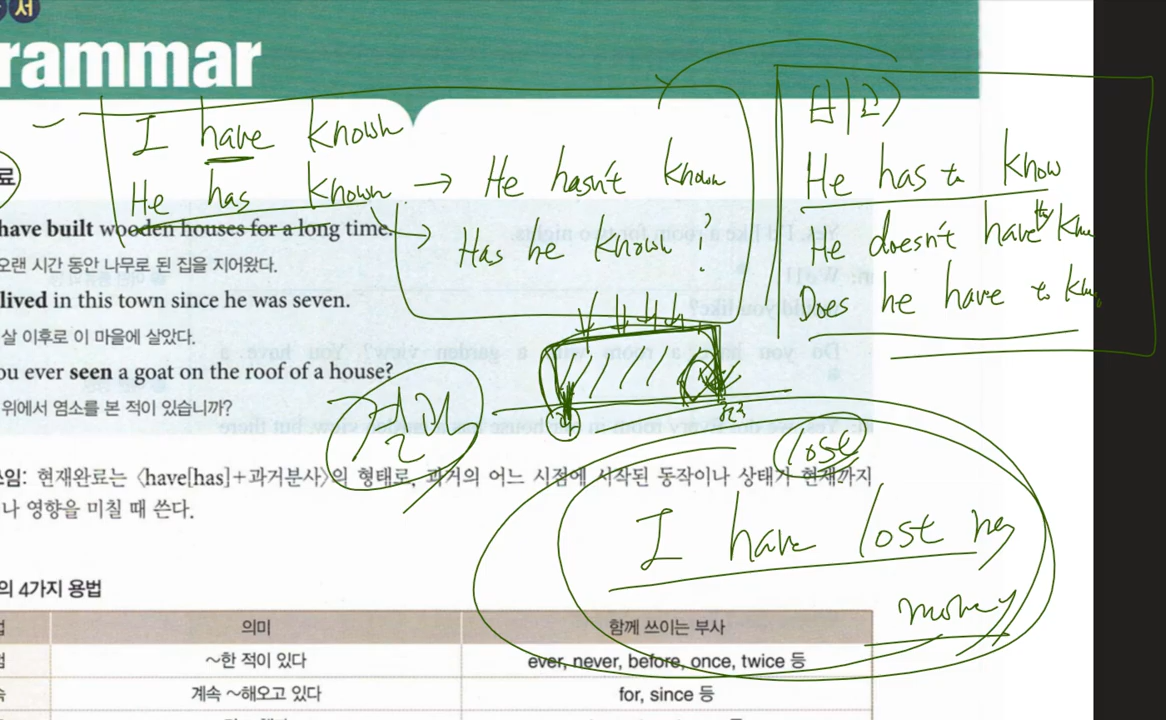 서
rammar
I have known
He has known → He hasn't known
→ Has he known?
비교)
He has to know
He doesn't have to know
Does he have to know
료
have built wooden houses for a long time.
오랜 시간 동안 나무로 된 집을 지어왔다.
lived in this town since he was seven.
살 이후로 이 마을에 살았다.
ou ever seen a goat on the roof of a house?
위에서 염소를 본 적이 있습니까?
lost
쓰임: 현재완료는 〈have[has]+과거분사〉의 형태로, 과거의 어느 시점에 시작된 동작이나 상태가 현재까지
나 영향을 미칠 때 쓴다.
I have lost my
money
의 4가지 용법
의미 함께 쓰이는 부사
~한 적이 있다 ever, never, before, once, twice 등
계속 ~해오고 있다 for, since 등